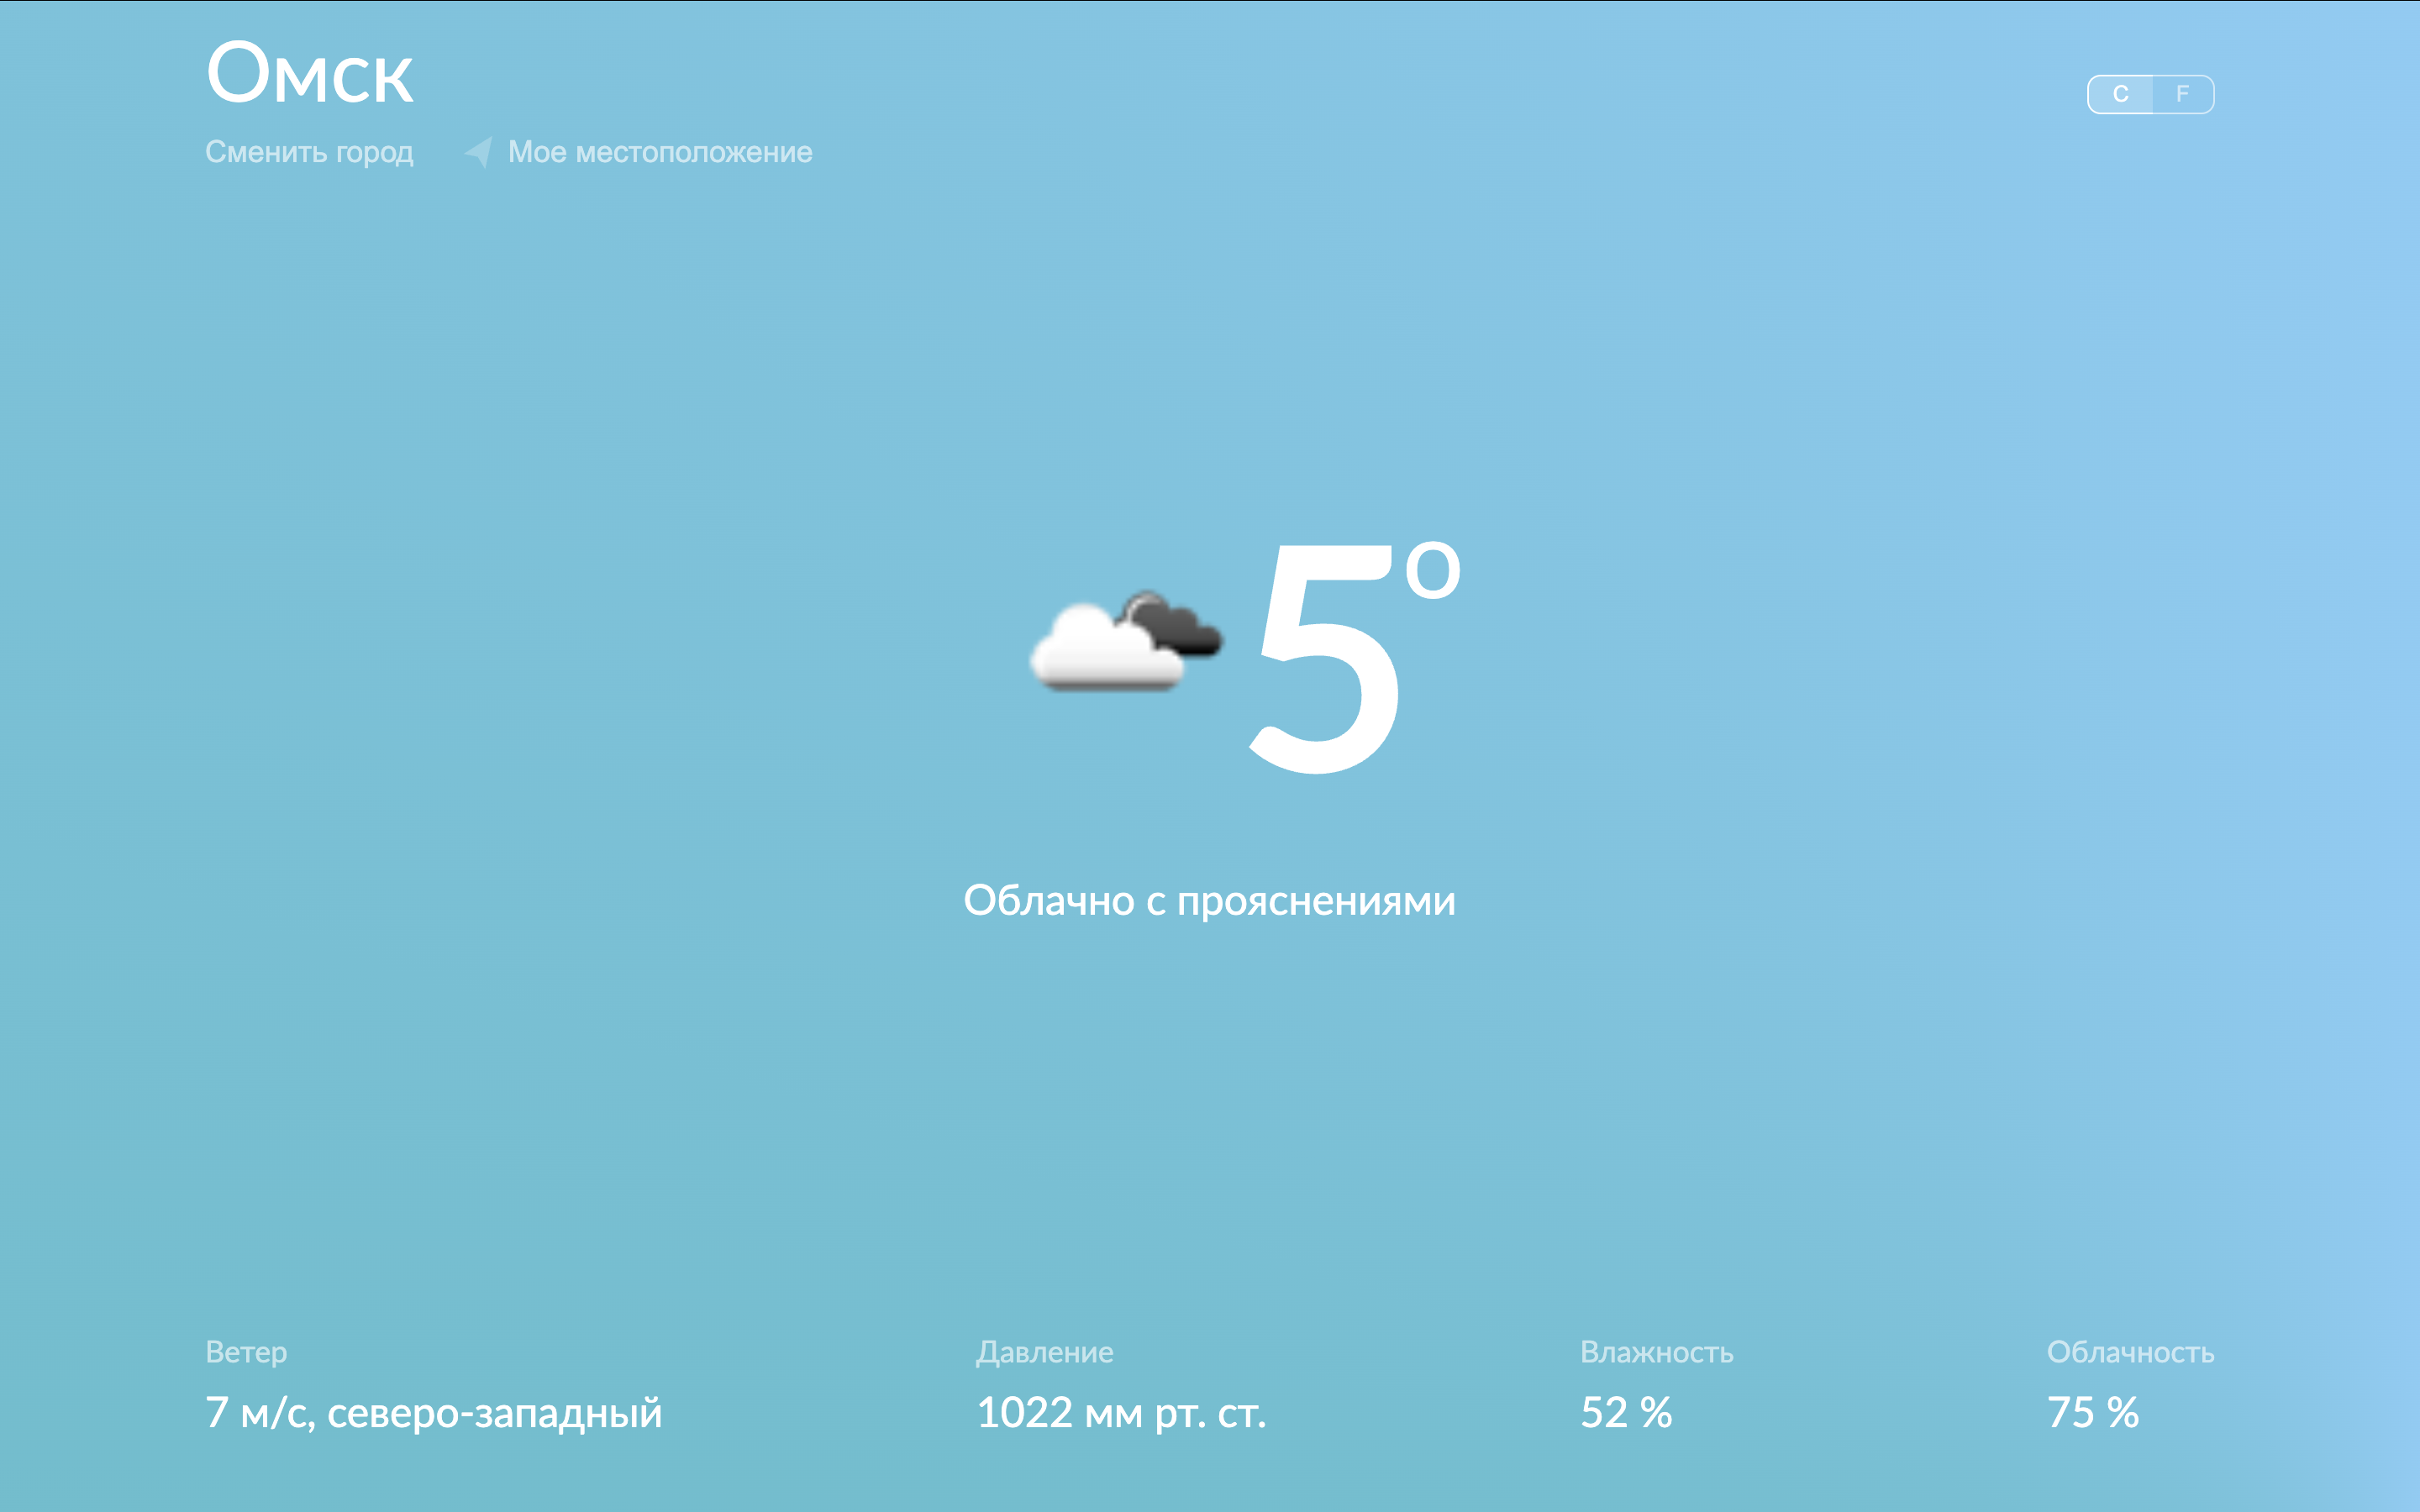 Омск
C F
Сменить город Мое местоположение
5°
Облачно с прояснениями
Ветер Давление Влажность Облачность
7 м/с, северо-западный 1022 мм рт. ст. 52 % 75 %